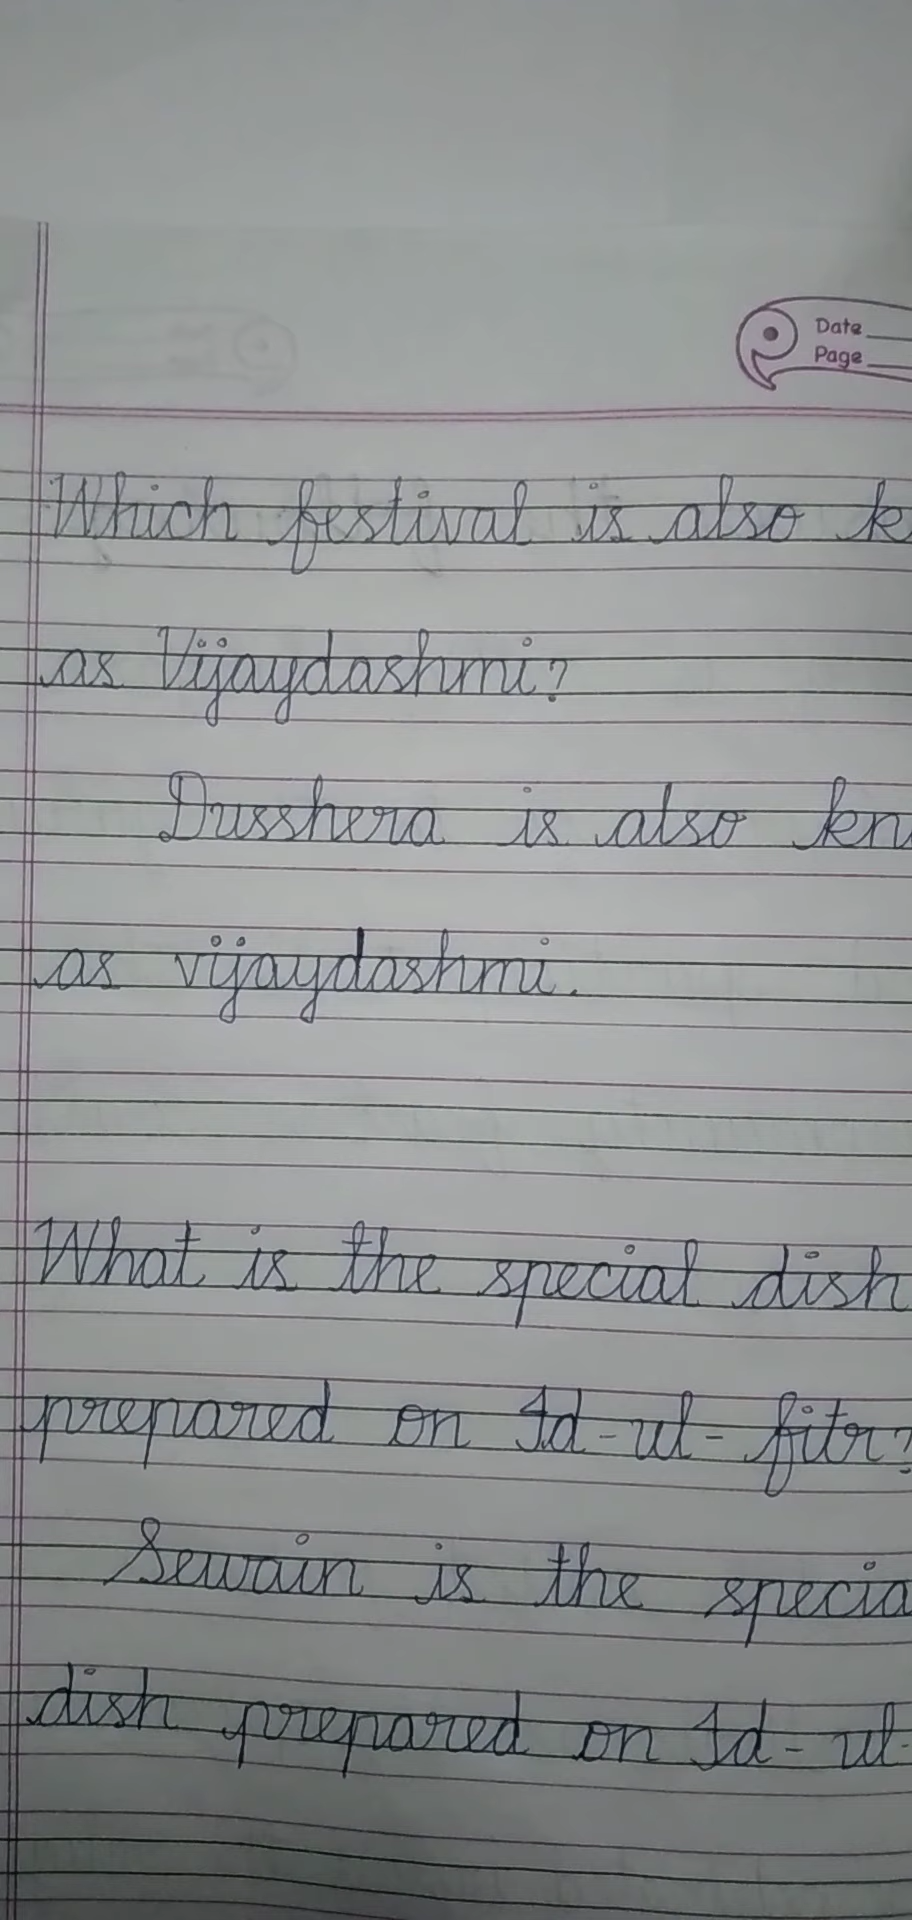 Date
Page
Which festival is also k
as Vijaydashmi?
Dusshera is also kn
as vijaydashmi.
What is the special dish
prepared on Id-ul-fitr?
Sewain is the specia
dish prepared on Id-ul-